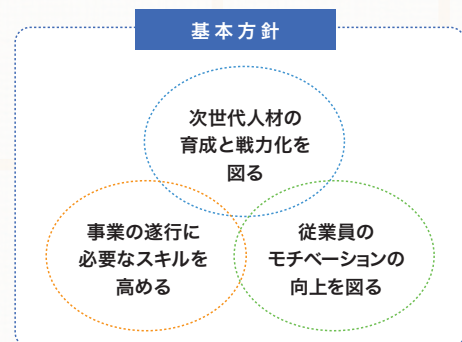 基本方針
次世代人材の
育成と戦力化を
図る
事業の遂行に
必要なスキルを
高める
従業員の
モチベーションの
向上を図る